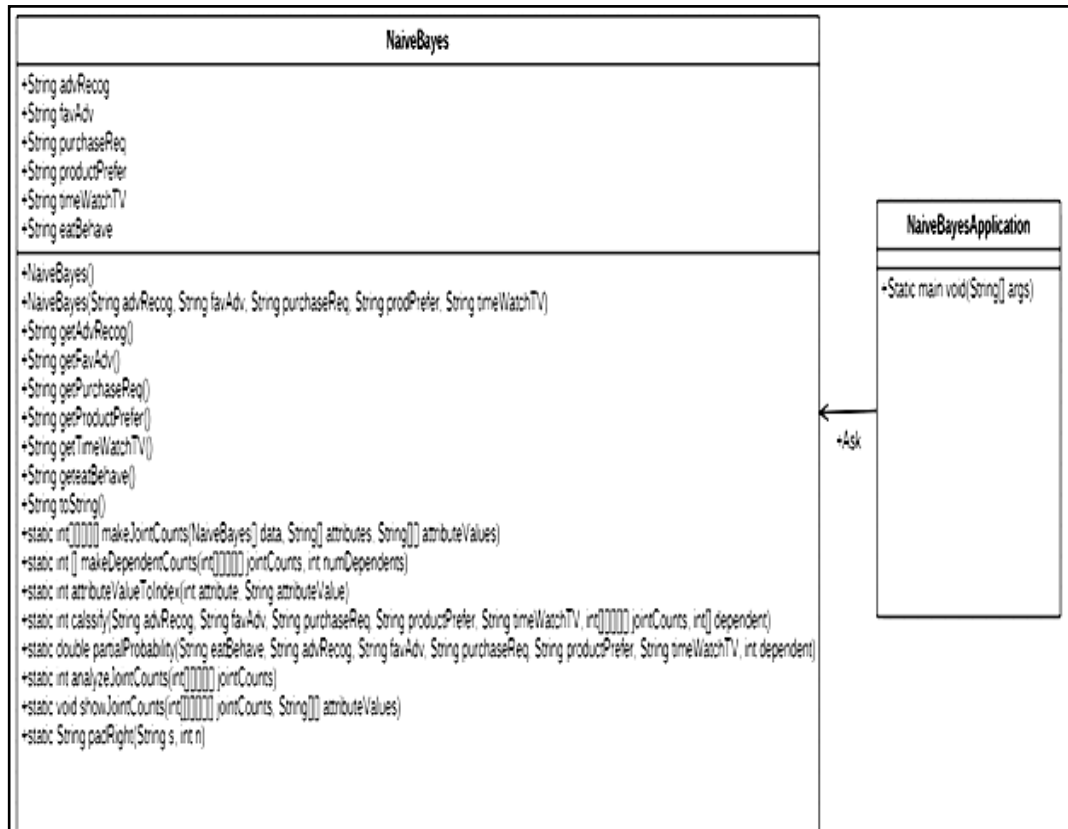 NaiveBayes
+String advRecog
+String favAdv
+String purchaseReq
+String productPrefer
+String timeWatchTV
+String eatBehave
+NaiveBayes()
+NaiveBayes(String advRecog, String favAdv, String purchaseReq, String prodPrefer, String timeWatchTV)
+String getAdvRecog()
+String getFavAdv()
+String getPurchaseReq()
+String getProductPrefer()
+String getTimeWatchTV()
+String geteatBehave()
+String toString()
+static int[][][][][] makeJointCounts(NaiveBayes[] data, String[] attributes, String[][] attributeValues)
+static int [] makeDependentCounts(int[][][][][] jointCounts, int numDependents)
+static int attributeValueToIndex(int attribute, String attributeValue)
+static int calssify(String advRecog, String favAdv, String purchaseReq, String productPrefer, String timeWatchTV, int[][][][][] jointCounts, int[] dependent)
+static double partialProbability(String eatBehave, String advRecog, String favAdv, String purchaseReq, String productPrefer, String timeWatchTV, int dependent)
+static int analyzeJointCounts(int[][][][][] jointCounts)
+static void showJointCounts(int[][][][][] jointCounts, String[][] attributeValues)
+static String padRight(String s, int n)
+Ask
NaiveBayesApplication
+Static main void(String[] args)